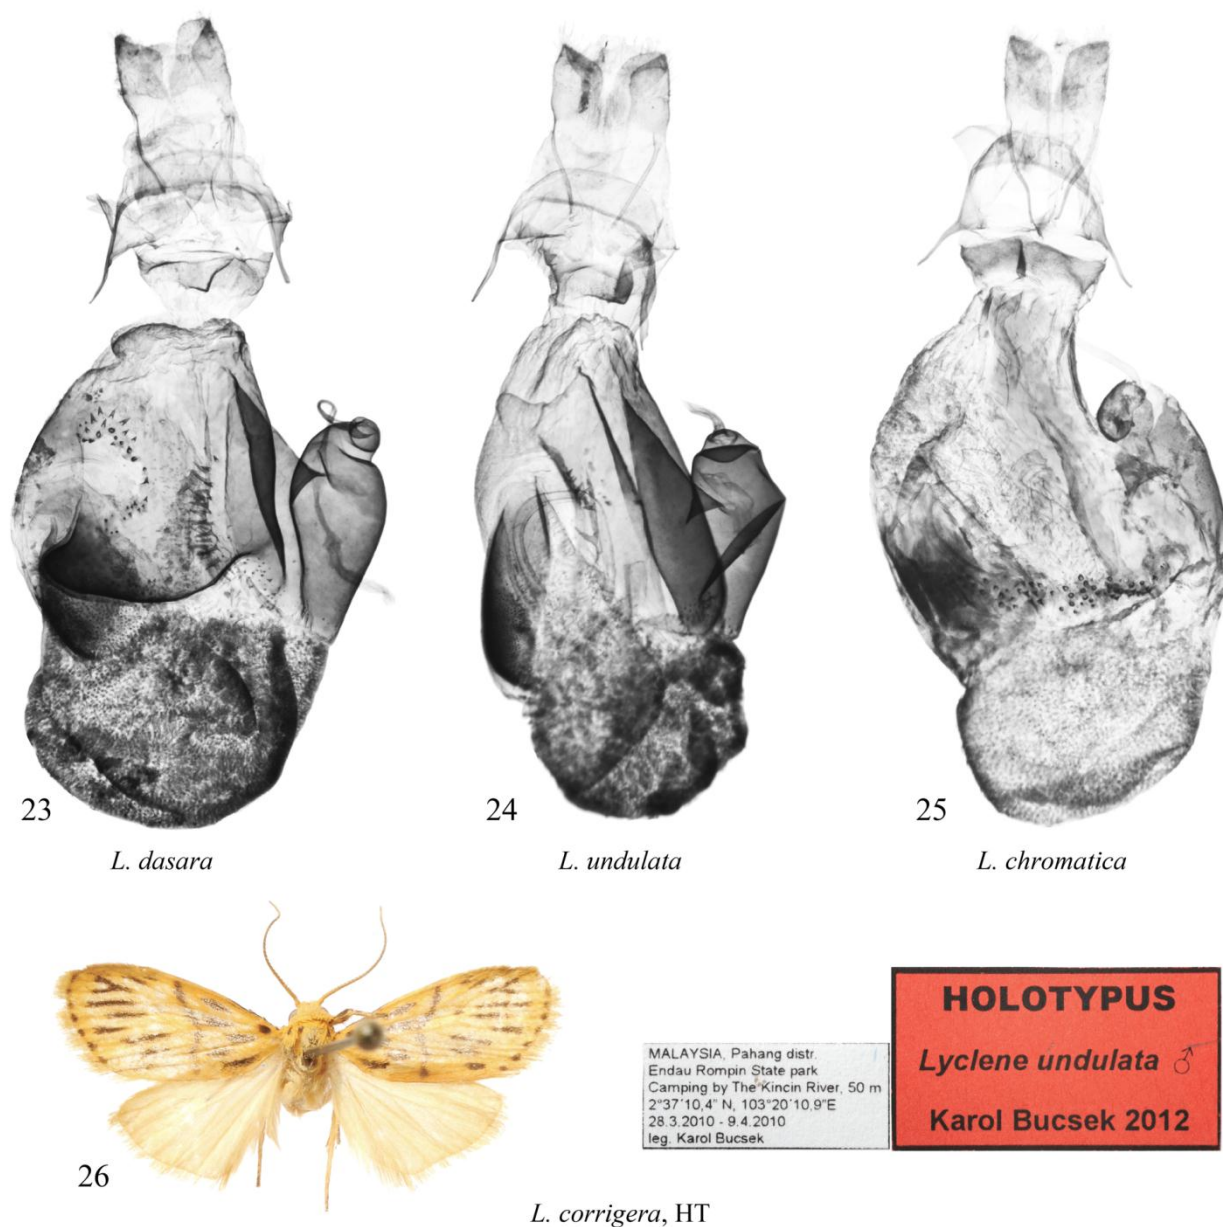 23
24
25
L. dasara
L. undulata
L. chromatica
26
MALAYSIA, Pahang distr.
Endau Rompin State park
Camping by The Kincin River, 50 m
2°37´10,4" N, 103°20´10,9"E
28.3.2010 - 9.4.2010
leg. Karol Bucsek
HOLOTYPUS
Lyclene undulata ♂
Karol Bucsek 2012
L. corrigera, HT